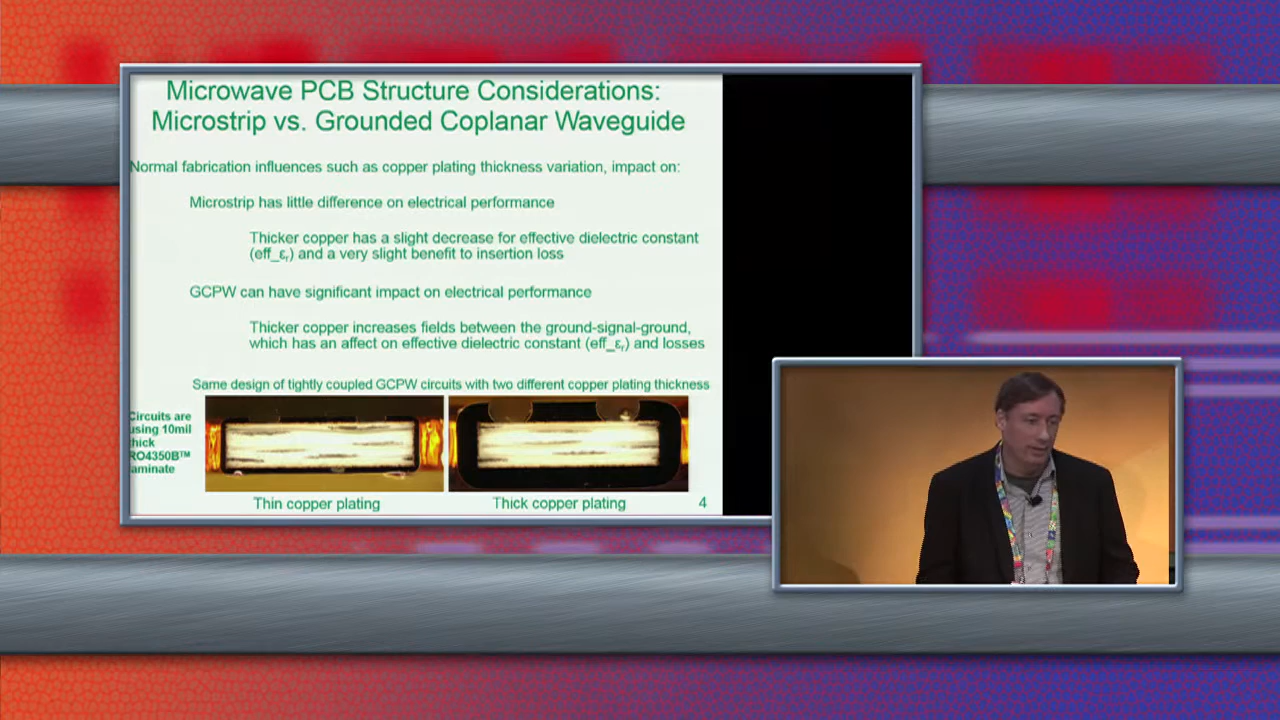 Microwave PCB Structure Considerations:
Microstrip vs. Grounded Coplanar Waveguide
Normal fabrication influences such as copper plating thickness variation, impact on:
Microstrip has little difference on electrical performance
Thicker copper has a slight decrease for effective dielectric constant
(eff_εr) and a very slight benefit to insertion loss
GCPW can have significant impact on electrical performance
Thicker copper increases fields between the ground-signal-ground,
which has an affect on effective dielectric constant (eff_εr) and losses
Same design of tightly coupled GCPW circuits with two different copper plating thickness
Circuits are
using 10mil
thick
RO4350B™
laminate
Thin copper plating
Thick copper plating
4